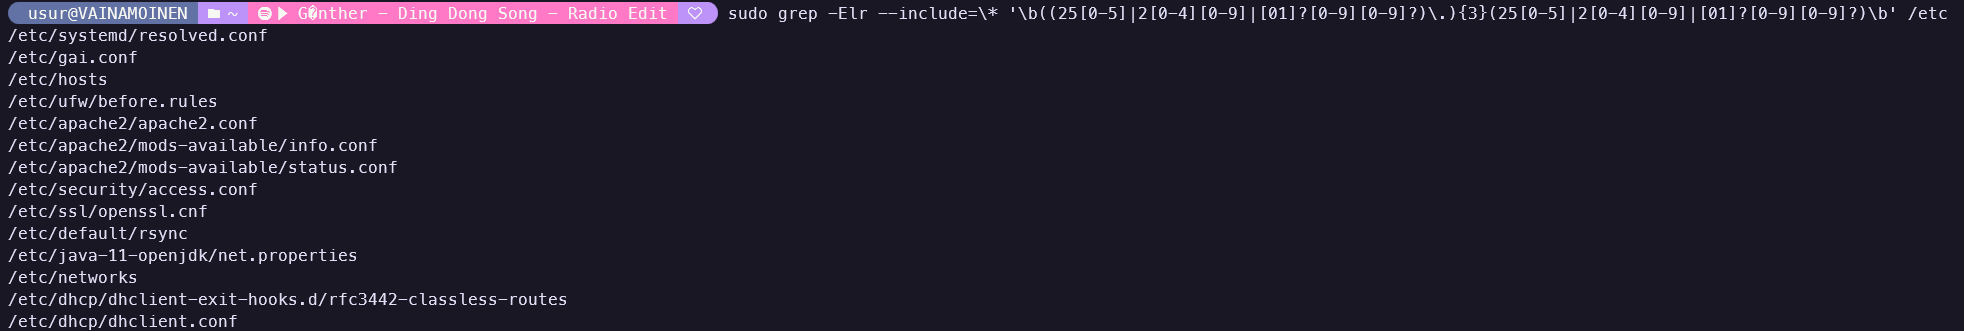 usur@VAINAMOINEN ~ G�nther - Ding Dong Song - Radio Edit sudo grep -Elr --include=\* '\b((25[0-5]|2[0-4][0-9]|[01]?[0-9][0-9]?)\.){3}(25[0-5]|2[0-4][0-9]|[01]?[0-9][0-9]?)\b' /etc
/etc/systemd/resolved.conf
/etc/gai.conf
/etc/hosts
/etc/ufw/before.rules
/etc/apache2/apache2.conf
/etc/apache2/mods-available/info.conf
/etc/apache2/mods-available/status.conf
/etc/security/access.conf
/etc/ssl/openssl.cnf
/etc/default/rsync
/etc/java-11-openjdk/net.properties
/etc/networks
/etc/dhcp/dhclient-exit-hooks.d/rfc3442-classless-routes
/etc/dhcp/dhclient.conf